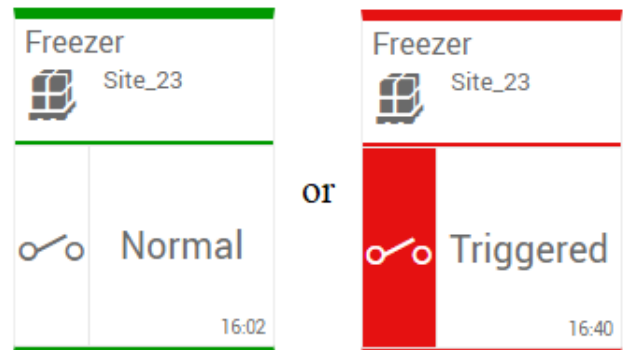 Freezer
Site_23
Normal
16:02
or
Freezer
Site_23
Triggered
16:40